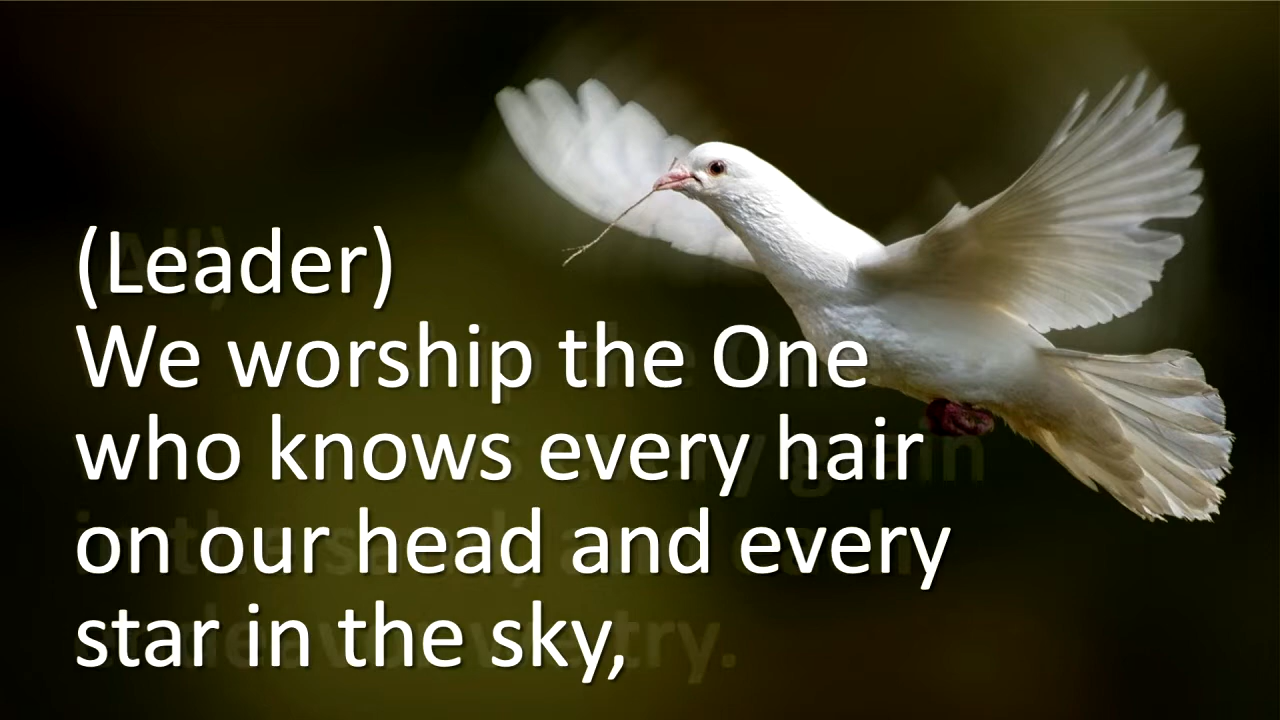 (Leader)
We worship the One
who knows every hair
on our head and every
star in the sky,